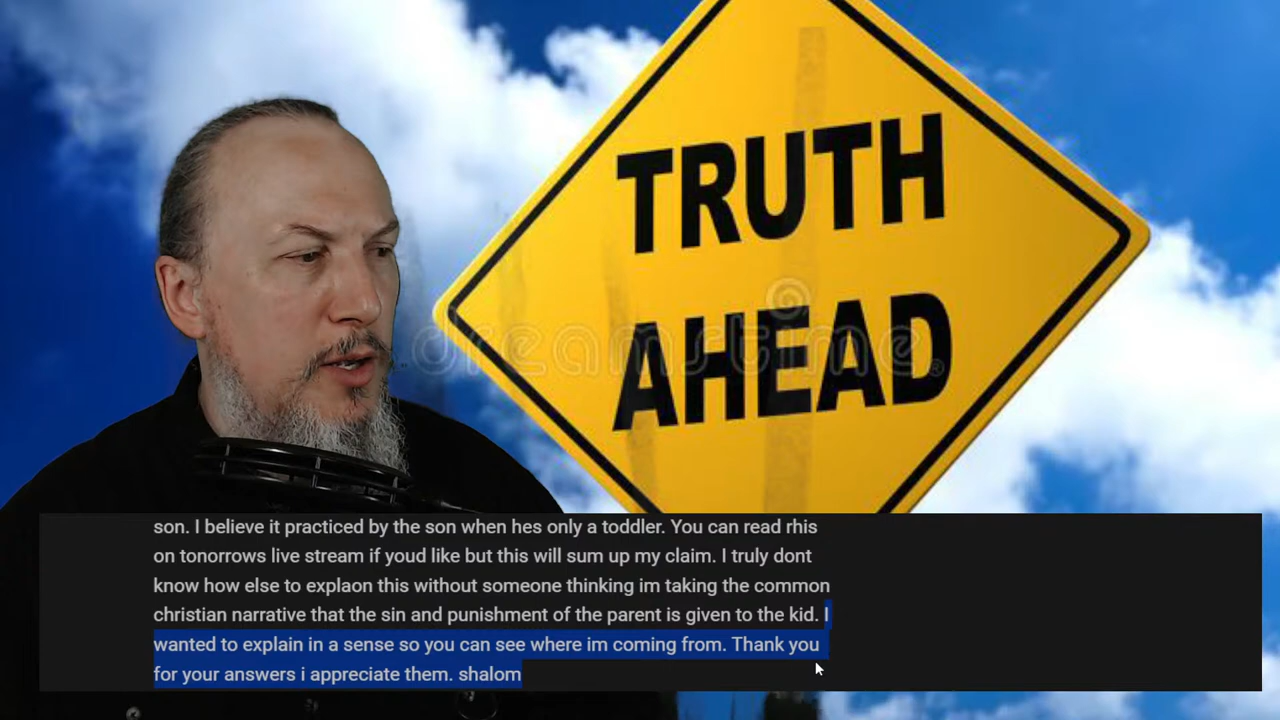 TRUTH
AHEAD
dreamstime
son. I believe it practiced by the son when hes only a toddler. You can read rhis
on tonorrows live stream if youd like but this will sum up my claim. I truly dont
know how else to explaon this without someone thinking im taking the common
christian narrative that the sin and punishment of the parent is given to the kid. I
wanted to explain in a sense so you can see where im coming from. Thank you
for your answers i appreciate them. shalom